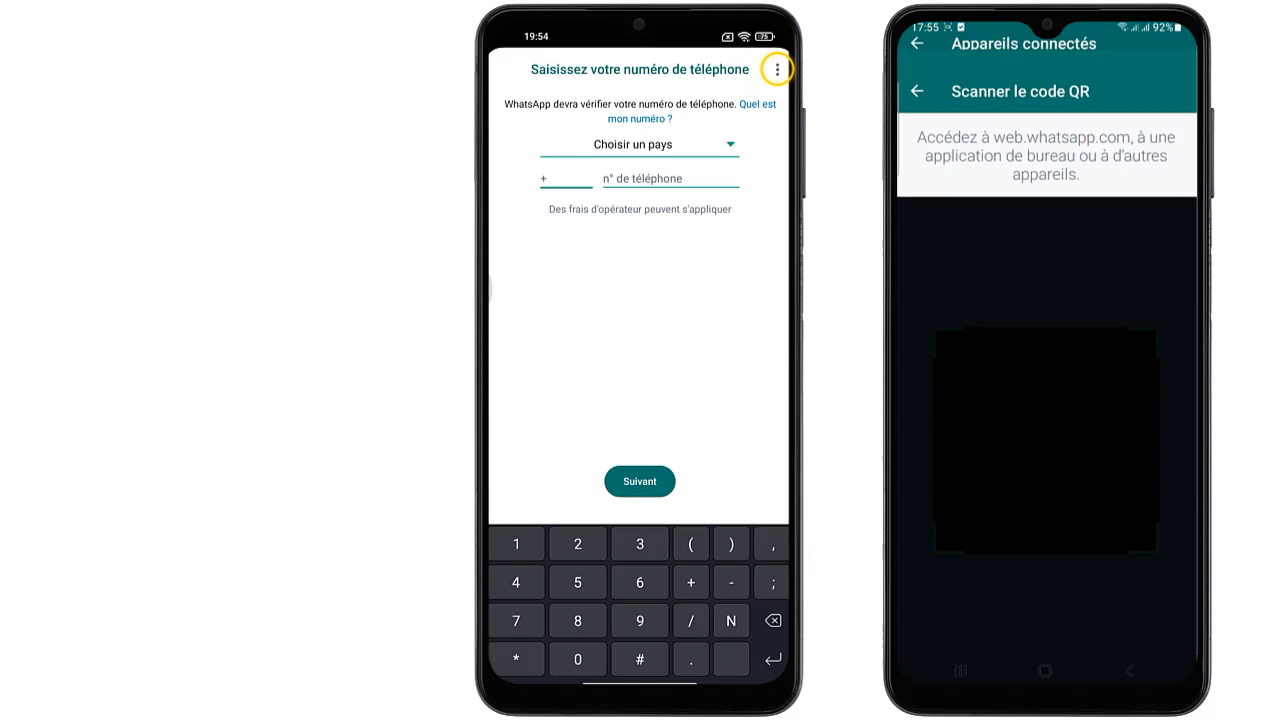 19:54
75
Saisissez votre numéro de téléphone
WhatsApp devra vérifier votre numéro de téléphone. Quel est
mon numéro ?
Choisir un pays
+
n° de téléphone
Des frais d'opérateur peuvent s'appliquer
Suivant
1 2 3 ( ) ,
4 5 6 + - ;
7 8 9 / N
* 0 # .
17:55
92%
Appareils connectés
Scanner le code QR
Accédez à web.whatsapp.com, à une
application de bureau ou à d'autres
appareils.